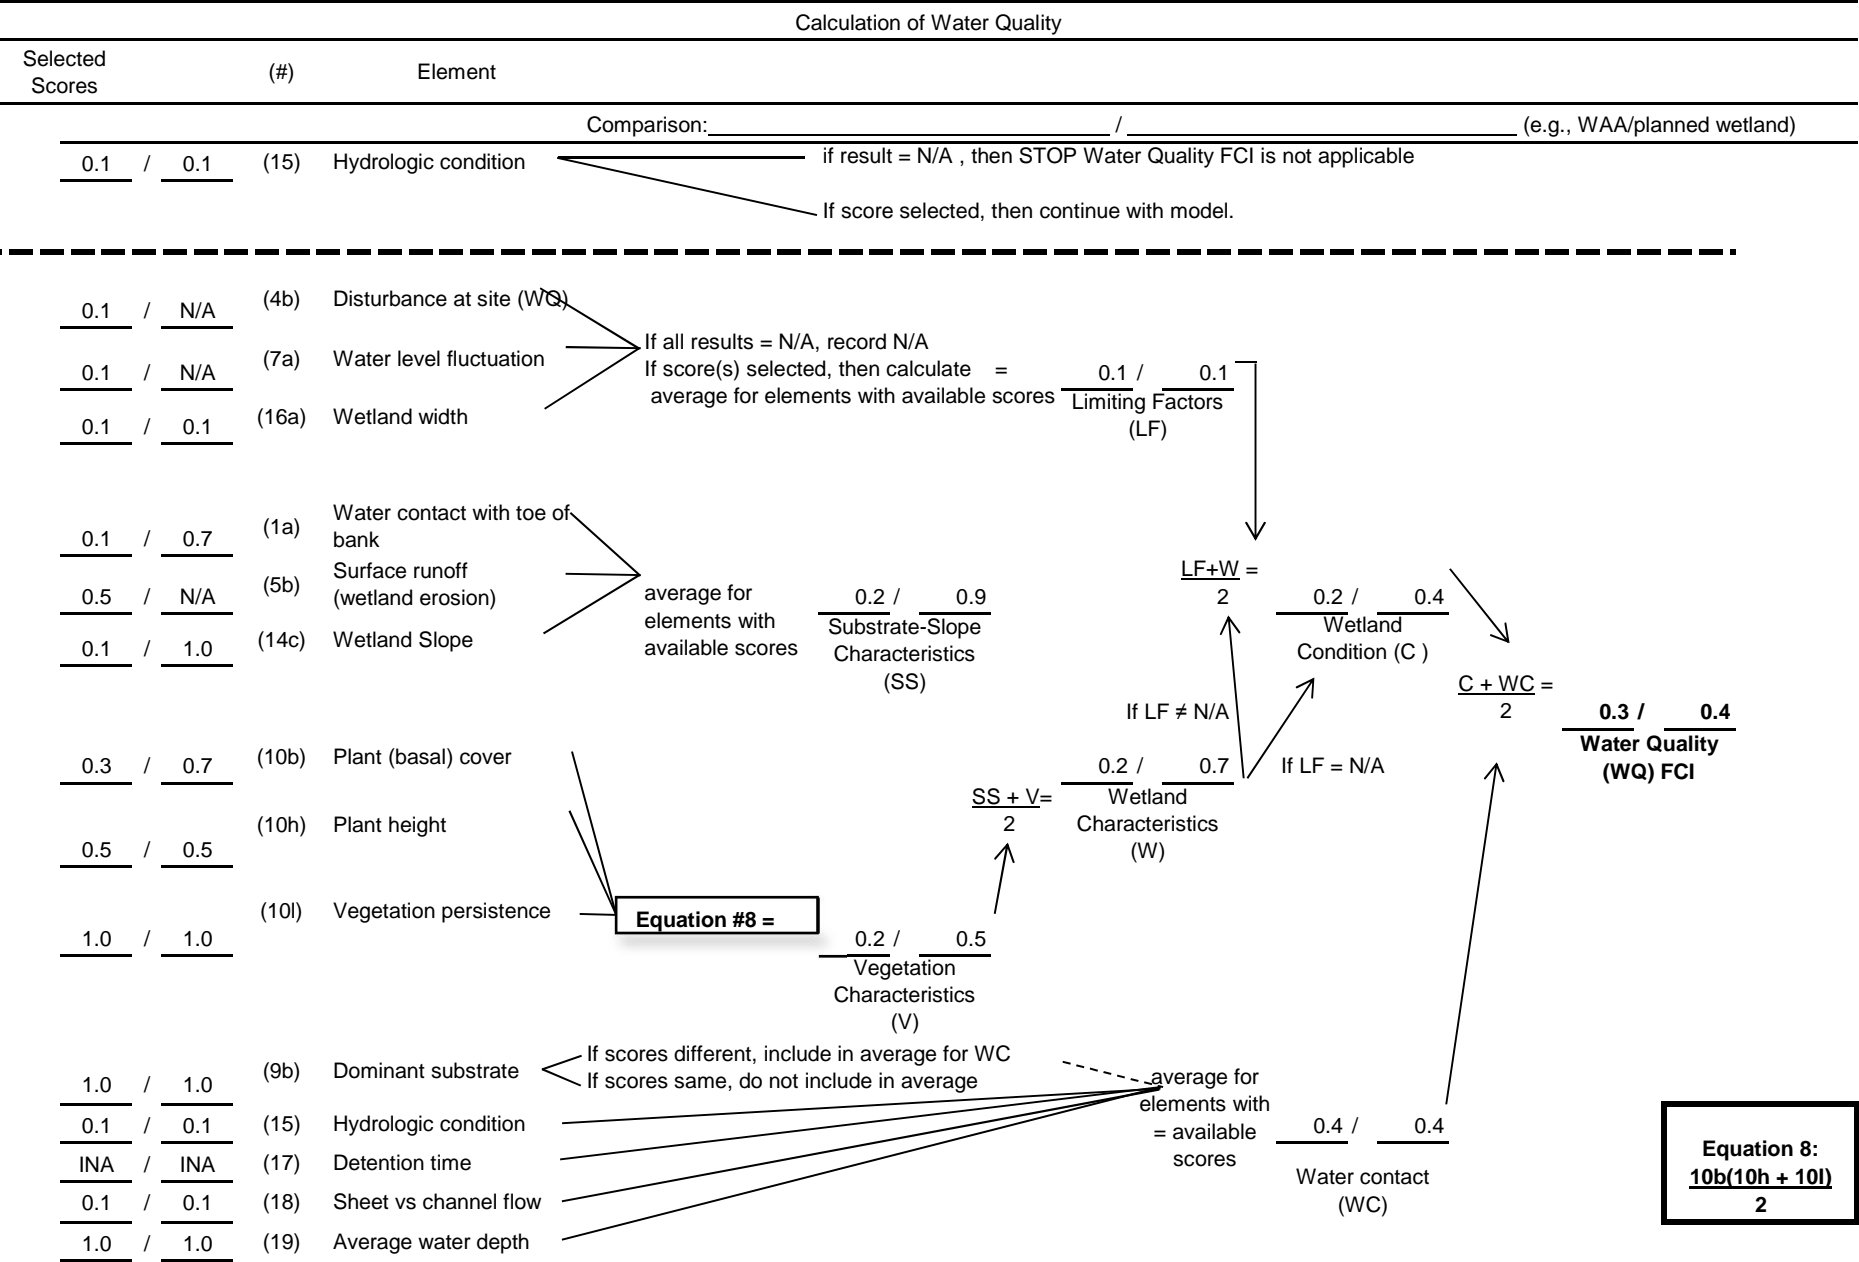 Calculation of Water Quality
Selected
Scores
(#)
Element
Comparison: / (e.g., WAA/planned wetland)
0.1 / 0.1 (15) Hydrologic condition
if result = N/A , then STOP Water Quality FCI is not applicable
If score selected, then continue with model.
0.1 / N/A (4b) Disturbance at site (WQ)
0.1 / N/A (7a) Water level fluctuation
0.1 / 0.1 (16a) Wetland width
If all results = N/A, record N/A
If score(s) selected, then calculate =
average for elements with available scores
0.1 / 0.1
Limiting Factors
(LF)
0.1 / 0.7 (1a) Water contact with toe of
bank
0.5 / N/A (5b) Surface runoff
(wetland erosion)
0.1 / 1.0 (14c) Wetland Slope
average for
elements with
available scores
0.2 / 0.9
Substrate-Slope
Characteristics
(SS)
LF+W =
2
0.2 / 0.4
Wetland
Condition (C )
If LF ≠ N/A
If LF = N/A
C + WC =
2
0.3 / 0.4
Water Quality
(WQ) FCI
0.3 / 0.7 (10b) Plant (basal) cover
0.5 / 0.5 (10h) Plant height
1.0 / 1.0 (10l) Vegetation persistence
SS + V=
2
0.2 / 0.7
Wetland
Characteristics
(W)
Equation #8 =
0.2 / 0.5
Vegetation
Characteristics
(V)
1.0 / 1.0 (9b) Dominant substrate
If scores different, include in average for WC
If scores same, do not include in average
0.1 / 0.1 (15) Hydrologic condition
INA / INA (17) Detention time
0.1 / 0.1 (18) Sheet vs channel flow
1.0 / 1.0 (19) Average water depth
average for
elements with
= available
scores
0.4 / 0.4
Water contact
(WC)
Equation 8:
10b(10h + 10l)
2